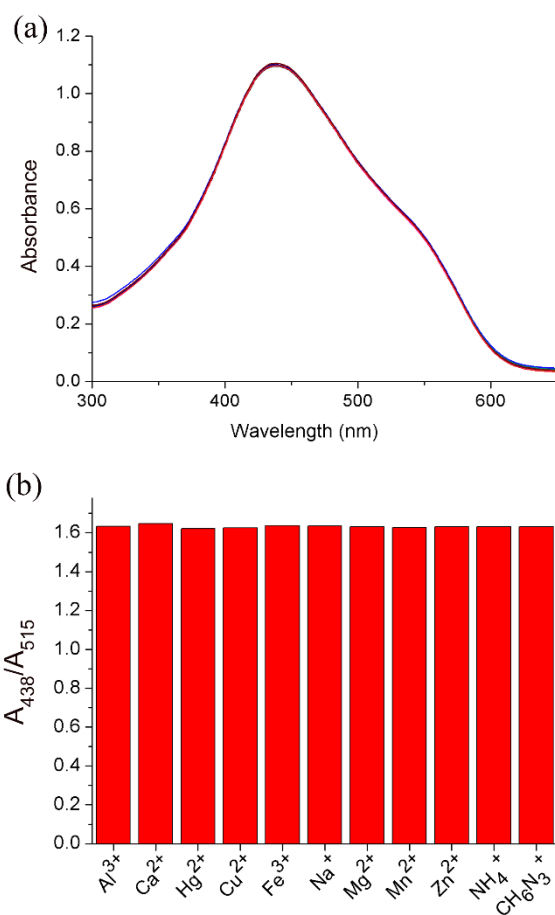 (a)
1.2
1.0
0.8
0.6
0.4
0.2
0.0
Absorbance
300
400
500
600
Wavelength (nm)
(b)
1.6
1.4
1.2
1.0
0.8
0.6
0.4
0.2
0.0
A₄₃₈/A₅₁₅
Al³⁺
Ca²⁺
Hg²⁺
Cu²⁺
Fe³⁺
Na⁺
Mg²⁺
Mn²⁺
Zn²⁺
NH₄⁺
CH₆N₃⁺